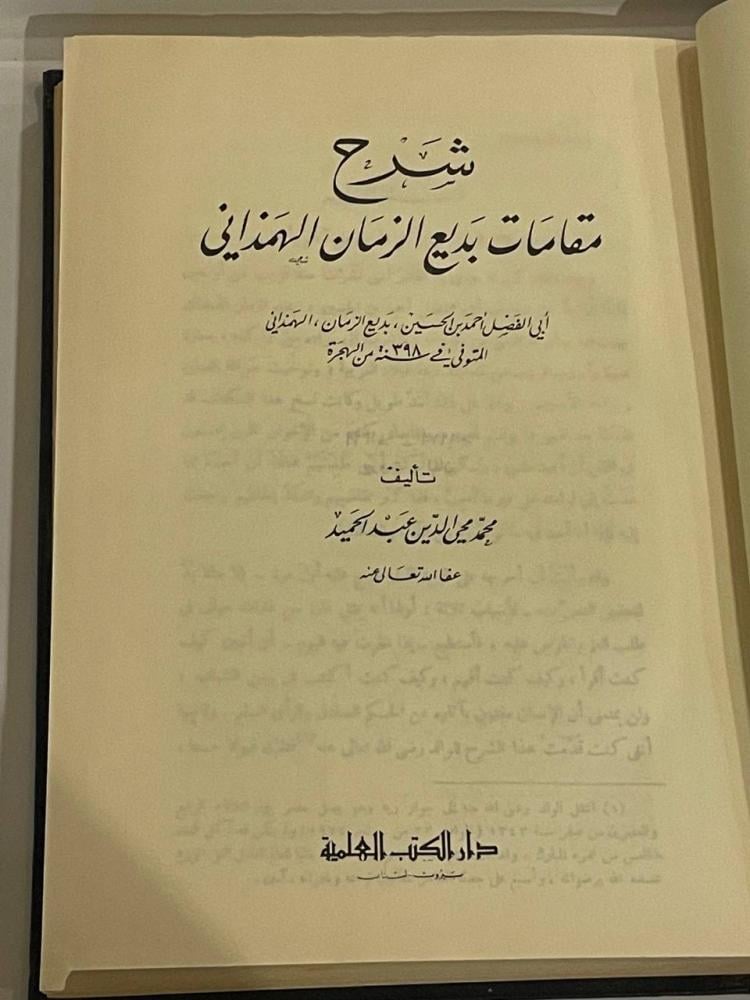 شرح
مقامات بديع الزمان الهمذاني
أبي الفضل أحمد بن الحسين، بديع الزمان، الهمذاني
المتوفى في سنة ٣٩٨ من الهجرة
تأليف
محمد محيي الدين عبد الحميد
عفا الله تعالى عنه
دار الكتب العلمية
بيروت لبنان